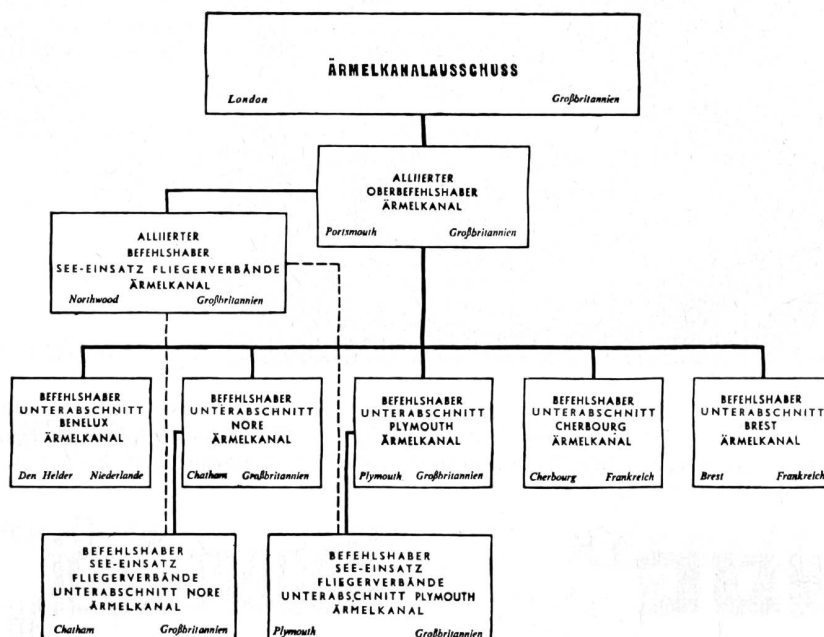 ÄRMELKANALAUSSCHUSS
London Großbritannien
ALLIIERTER
OBERBEFEHLSHABER
ÄRMELKANAL
Portsmouth Großbritannien
ALLIIERTER
BEFEHLSHABER
SEE-EINSATZ FLIEGERVERBÄNDE
ÄRMELKANAL
Northwood Großbritannien
BEFEHLSHABER
UNTERABSCHNITT
BENELUX
ÄRMELKANAL
Den Helder Niederlande
BEFEHLSHABER
UNTERABSCHNITT
NORE
ÄRMELKANAL
Chatham Großbritannien
BEFEHLSHABER
UNTERABSCHNITT
PLYMOUTH
ÄRMELKANAL
Plymouth Großbritannien
BEFEHLSHABER
UNTERABSCHNITT
CHERBOURG
ÄRMELKANAL
Cherbourg Frankreich
BEFEHLSHABER
UNTERABSCHNITT
BREST
ÄRMELKANAL
Brest Frankreich
BEFEHLSHABER
SEE-EINSATZ
FLIEGERVERBÄNDE
UNTERABSCHNITT NORE
ÄRMELKANAL
Chatham Großbritannien
BEFEHLSHABER
SEE-EINSATZ
FLIEGERVERBÄNDE
UNTERABSCHNITT PLYMOUTH
ÄRMELKANAL
Plymouth Großbritannien